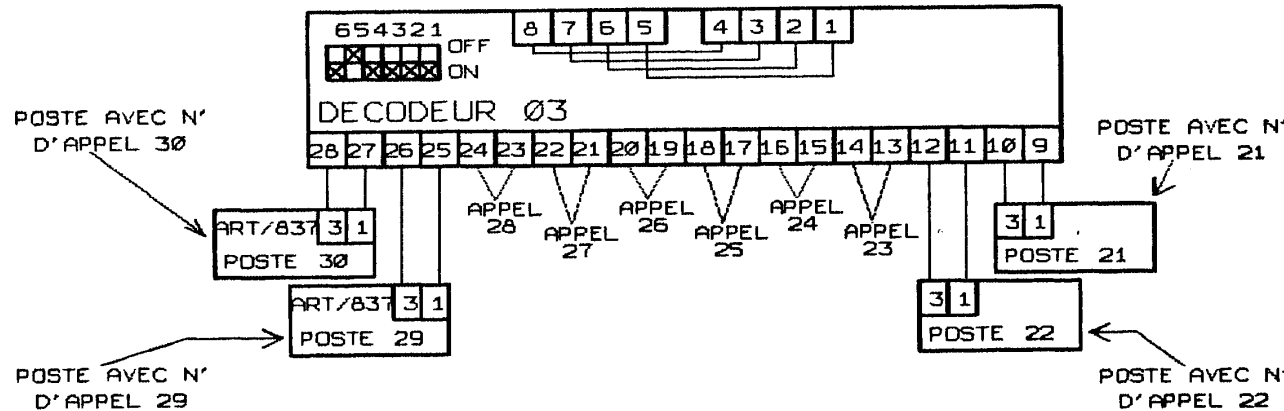 654321
OFF
ON
8 7 6 5 4 3 2 1
DECODEUR Ø3
28 27 26 25 24 23 22 21 20 19 18 17 16 15 14 13 12 11 10 9
POSTE AVEC N'
D'APPEL 30
POSTE AVEC N'
D'APPEL 21
APPEL
28
APPEL
27
APPEL
26
APPEL
25
APPEL
24
APPEL
23
ART/837 3 1
POSTE 3Ø
3 1
POSTE 21
ART/837 3 1
POSTE 29
3 1
POSTE 22
POSTE AVEC N'
D'APPEL 29
POSTE AVEC N'
D'APPEL 22